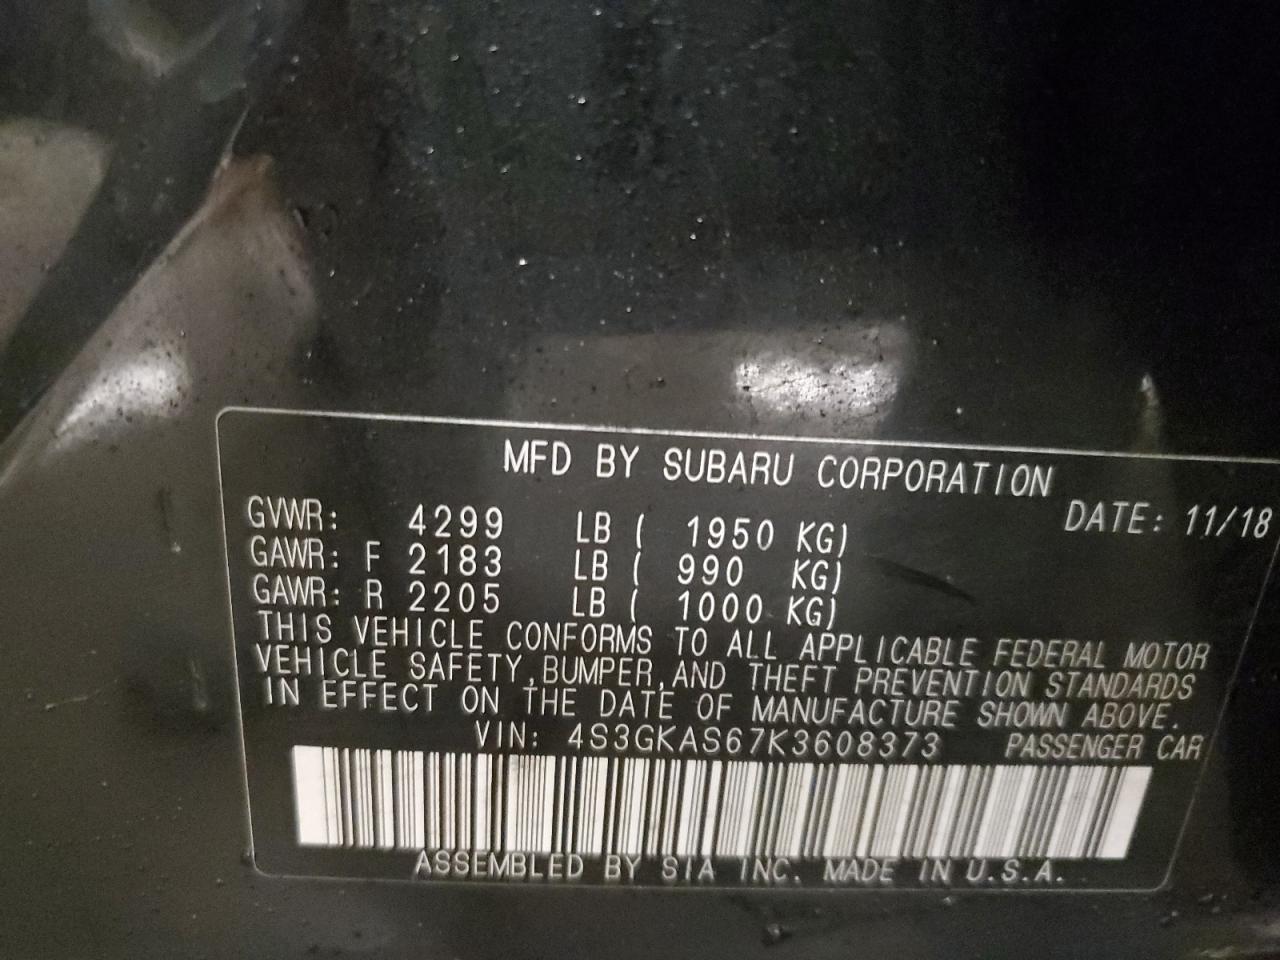 MFD BY SUBARU CORPORATION
DATE: 11/18
GVWR: 4299 LB ( 1950 KG)
GAWR: F 2183 LB ( 990 KG)
GAWR: R 2205 LB ( 1000 KG)
THIS VEHICLE CONFORMS TO ALL APPLICABLE FEDERAL MOTOR
VEHICLE SAFETY, BUMPER, AND THEFT PREVENTION STANDARDS
IN EFFECT ON THE DATE OF MANUFACTURE SHOWN ABOVE.
VIN: 4S3GKAS67K3608373 PASSENGER CAR
ASSEMBLED BY SIA INC. MADE IN U.S.A.